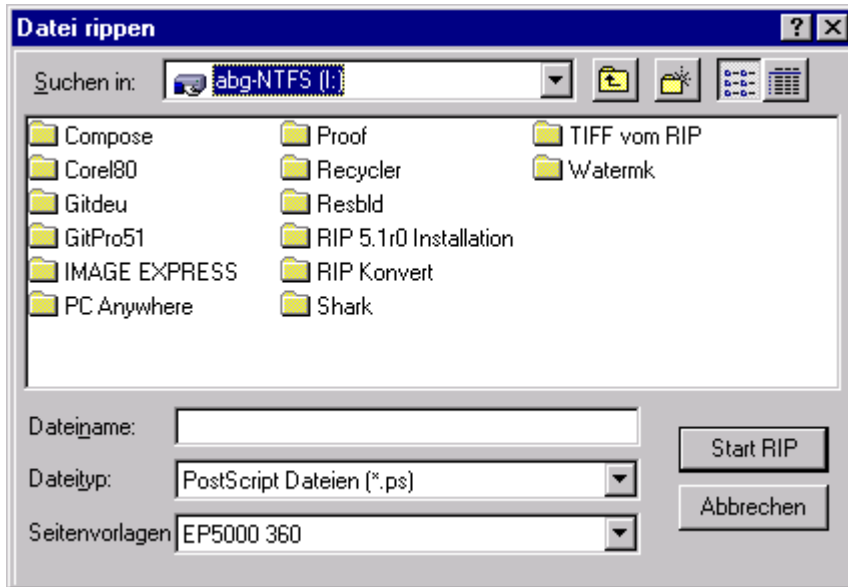 Datei rippen
Suchen in: abg-NTFS (I:)
Compose Proof TIFF vom RIP
Corel80 Recycler Watermk
Gitdeu Resbld
GitPro51 RIP 5.1r0 Installation
IMAGE EXPRESS RIP Konvert
PC Anywhere Shark
Dateiname:
Start RIP
Dateityp: PostScript Dateien (*.ps)
Abbrechen
Seitenvorlagen EP5000 360